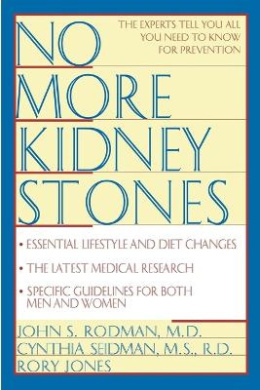 THE EXPERTS TELL YOU ALL
YOU NEED TO KNOW
FOR PREVENTION
NO
MORE
KIDNEY
STONES
• ESSENTIAL LIFESTYLE AND DIET CHANGES
• THE LATEST MEDICAL RESEARCH
• SPECIFIC GUIDELINES FOR BOTH
MEN AND WOMEN
JOHN S. RODMAN, M.D.
CYNTHIA SEIDMAN, M.S., R.D.
RORY JONES